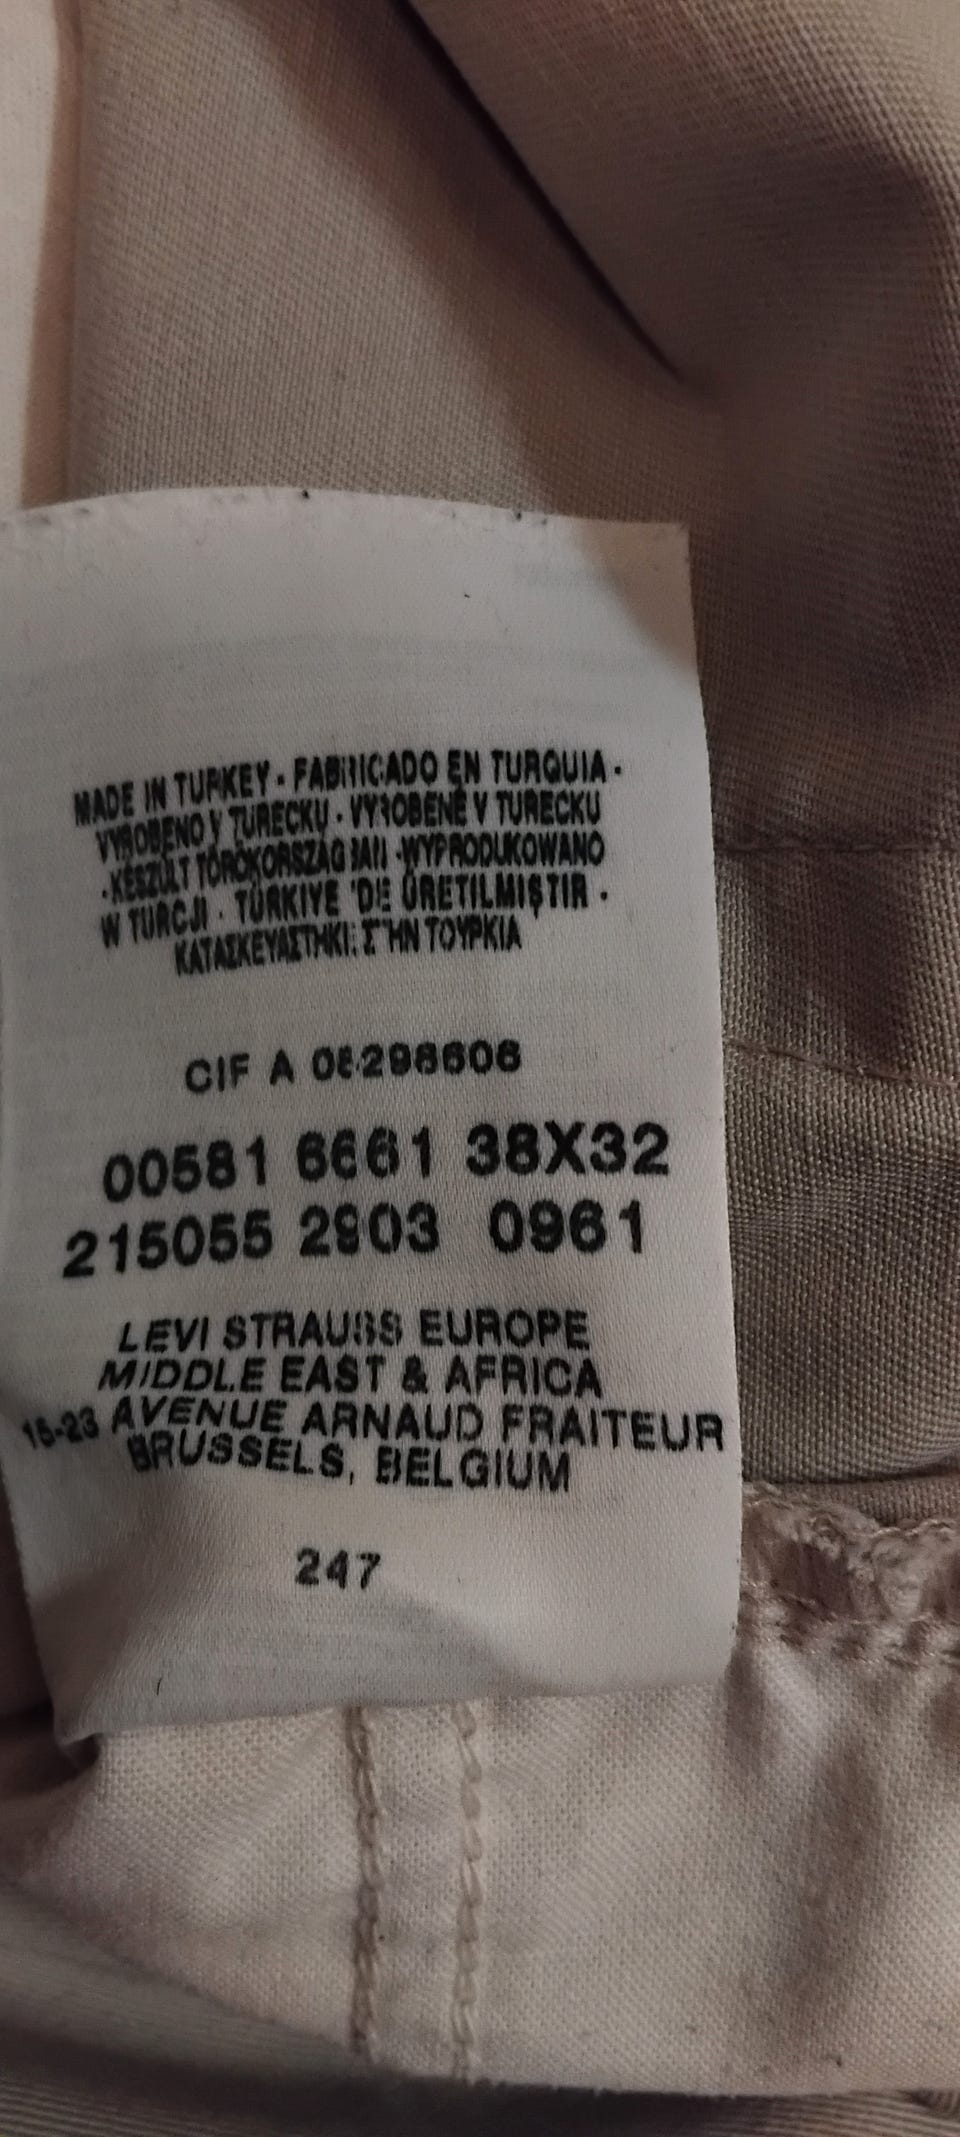 MADE IN TURKEY · FABRICADO EN TURQUIA ·
VYROBENO V TURECKU · VYROBENÉ V TURECKU
· KÉSZÜLT TÖRÖKORSZÁGBAN · WYPRODUKOWANO
W TURCJI · TÜRKIYE 'DE ÜRETILMIŞTIR ·
ΚΑΤΑΣΚΕΥΑΣΤΗΚΕ ΣΤΗΝ ΤΟΥΡΚΙΑ
CIF A
00581 6661 38X32
215055 2903 0961
LEVI STRAUSS EUROPE
MIDDLE EAST & AFRICA
15-23 AVENUE ARNAUD FRAITEUR
BRUSSELS, BELGIUM
247